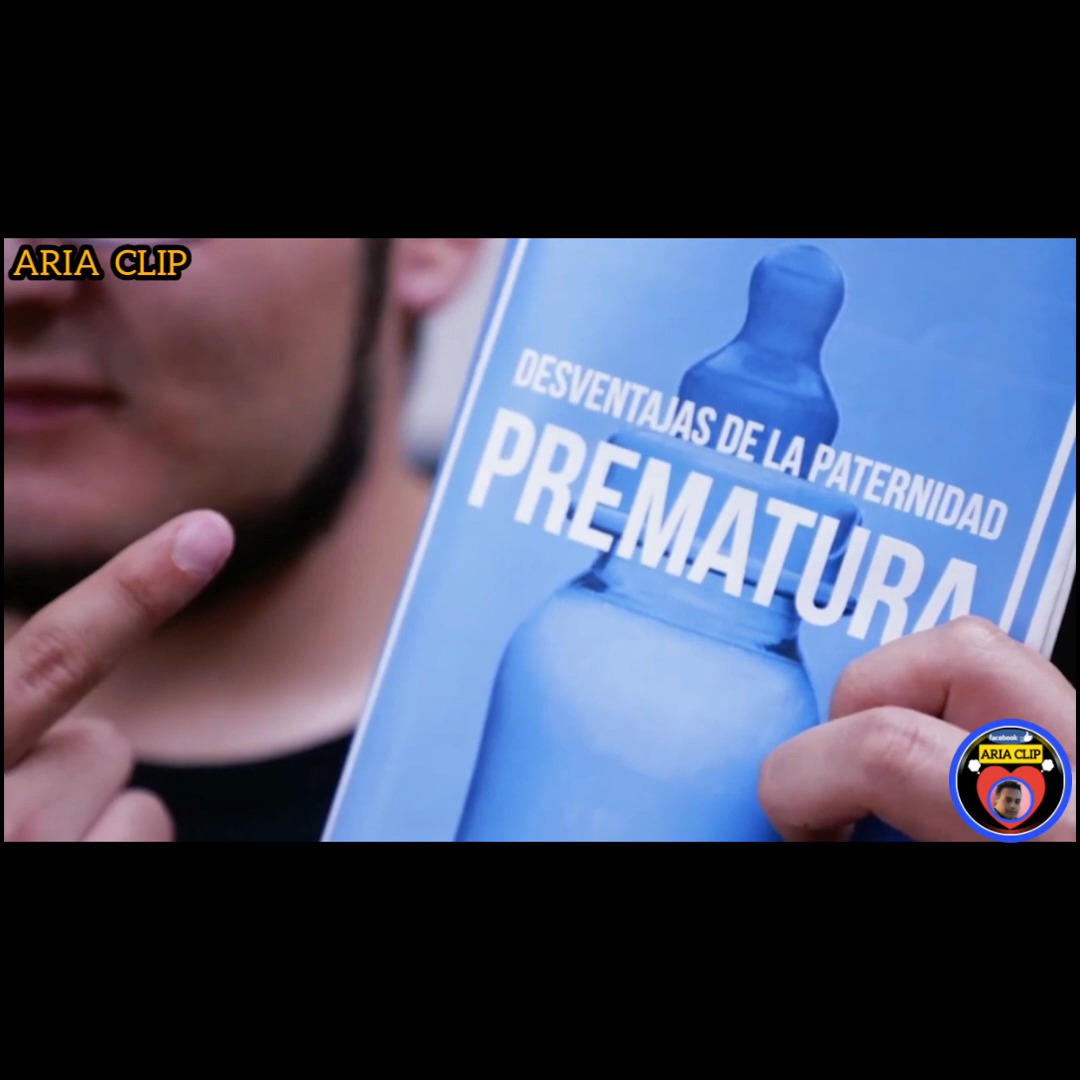 ARIA CLIP
DESVENTAJAS DE LA PATERNIDAD
PREMATURA
facebook
ARIA CLIP